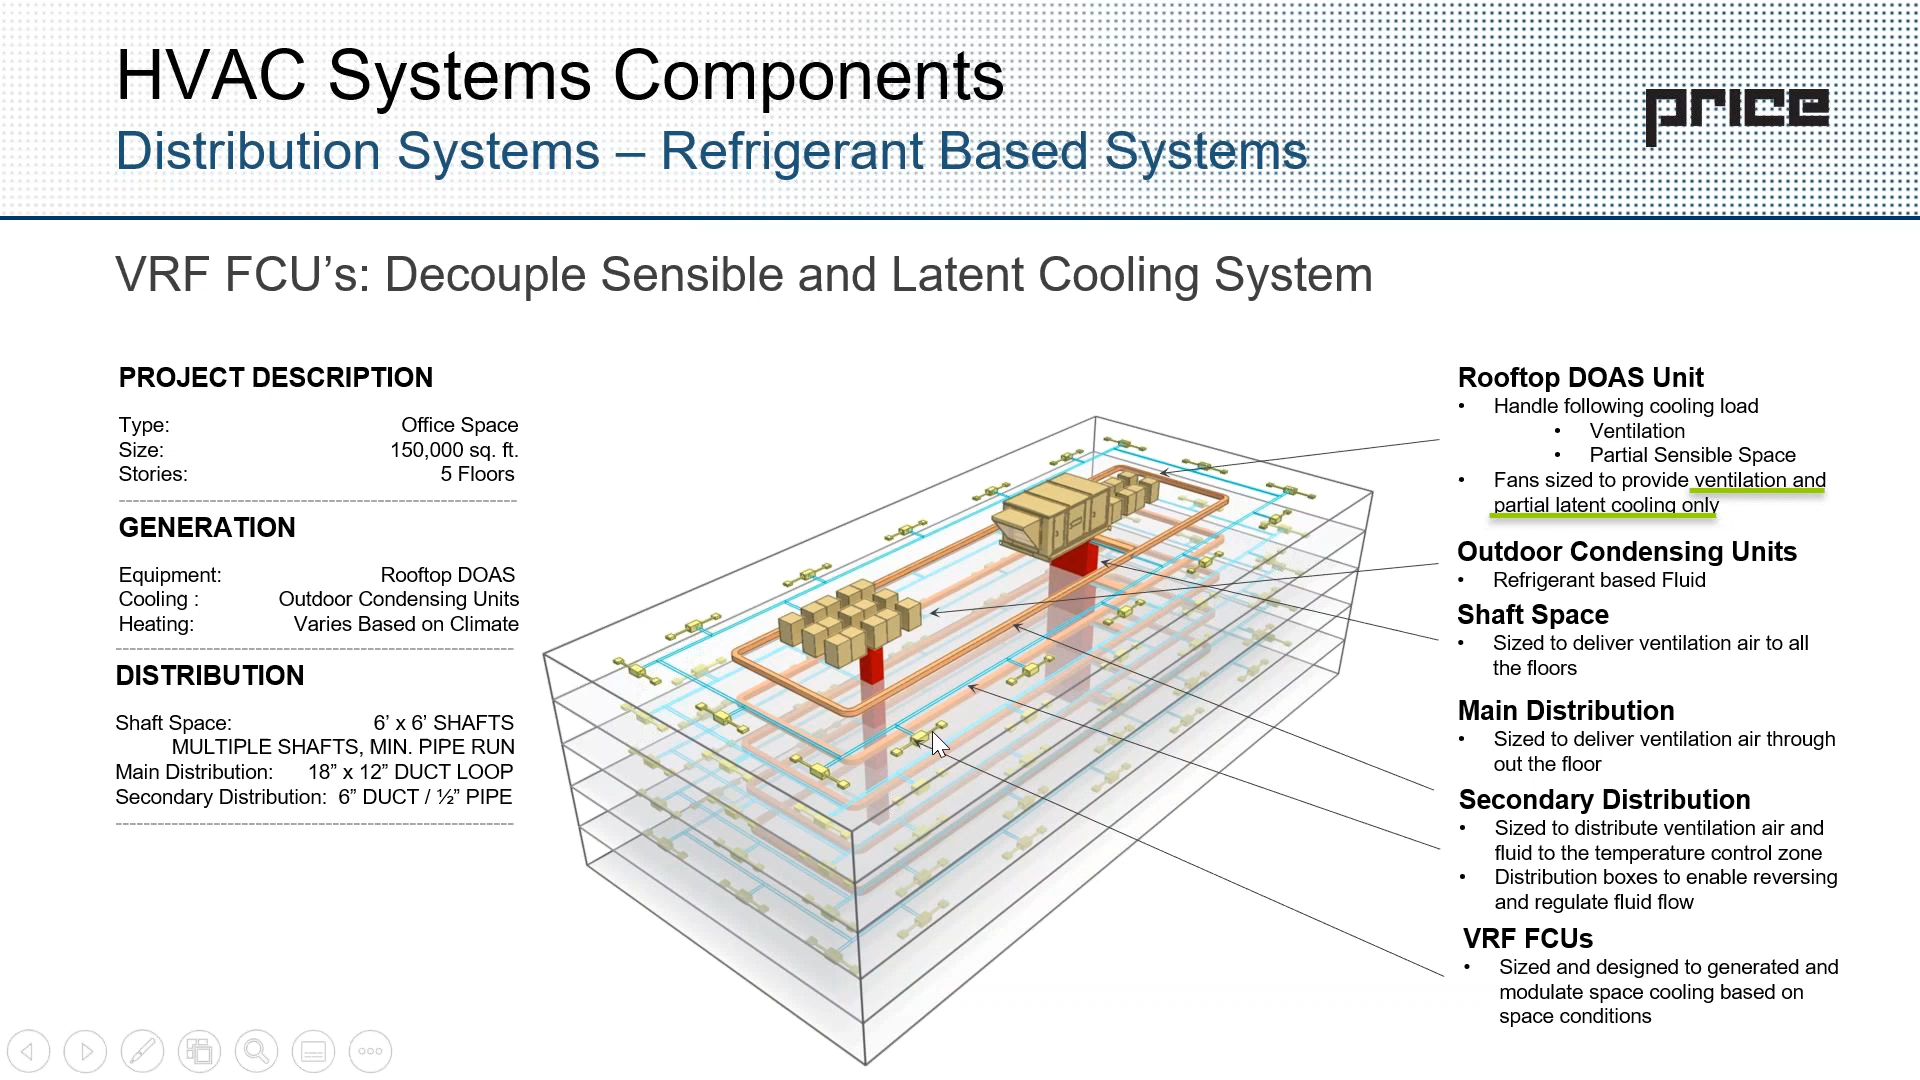 HVAC Systems Components
Distribution Systems – Refrigerant Based Systems
price
VRF FCU’s: Decouple Sensible and Latent Cooling System
PROJECT DESCRIPTION
Type: Office Space
Size: 150,000 sq. ft.
Stories: 5 Floors
GENERATION
Equipment: Rooftop DOAS
Cooling : Outdoor Condensing Units
Heating: Varies Based on Climate
DISTRIBUTION
Shaft Space: 6’ x 6’ SHAFTS
MULTIPLE SHAFTS, MIN. PIPE RUN
Main Distribution: 18” x 12” DUCT LOOP
Secondary Distribution: 6” DUCT / ½” PIPE
Rooftop DOAS Unit
• Handle following cooling load
• Ventilation
• Partial Sensible Space
• Fans sized to provide ventilation and
partial latent cooling only
Outdoor Condensing Units
• Refrigerant based Fluid
Shaft Space
• Sized to deliver ventilation air to all
the floors
Main Distribution
• Sized to deliver ventilation air through
out the floor
Secondary Distribution
• Sized to distribute ventilation air and
fluid to the temperature control zone
• Distribution boxes to enable reversing
and regulate fluid flow
VRF FCUs
• Sized and designed to generated and
modulate space cooling based on
space conditions